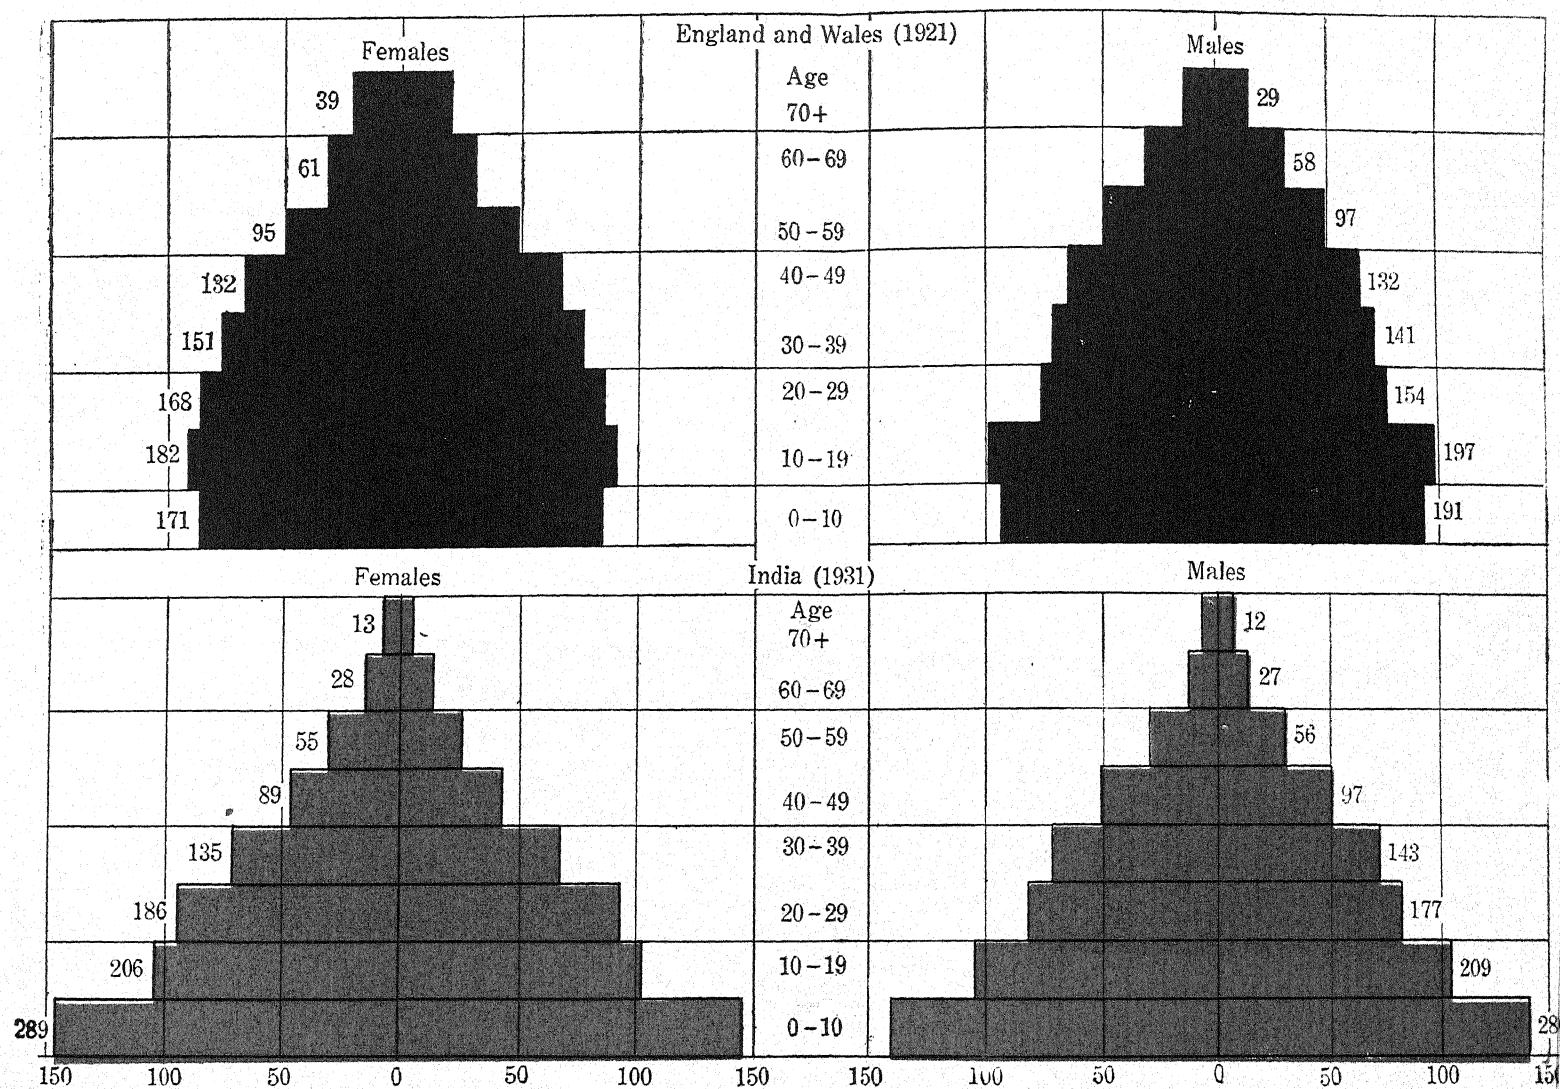 England and Wales (1921)
Females
Males
Age
39 70+ 29
61 60-69 58
95 50-59 97
132 40-49 132
151 30-39 141
168 20-29 154
182 10-19 197
171 0-10 191
India (1931)
Females
Males
Age
13 70+ 12
28 60-69 27
55 50-59 56
89 40-49 97
135 30-39 143
186 20-29 177
206 10-19 209
289 0-10 28
150 100 50 0 50 100 150 100 50 0 50 100